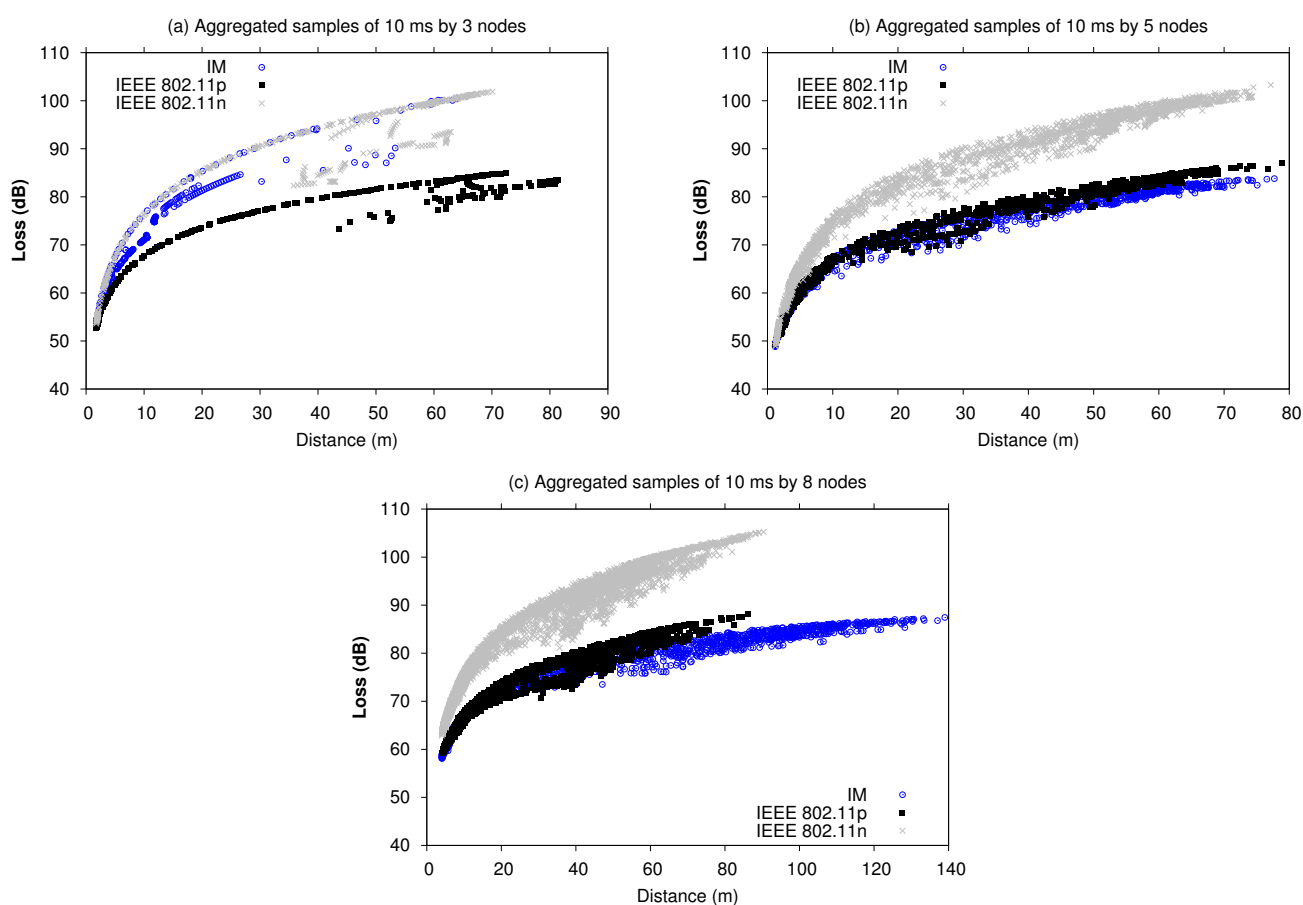 (a) Aggregated samples of 10 ms by 3 nodes
110
100
90
80
70
60
50
40
Loss (dB)
IM
IEEE 802.11p
IEEE 802.11n
0 10 20 30 40 50 60 70 80 90
Distance (m)
(b) Aggregated samples of 10 ms by 5 nodes
110
100
90
80
70
60
50
40
Loss (dB)
IM
IEEE 802.11p
IEEE 802.11n
0 10 20 30 40 50 60 70 80
Distance (m)
(c) Aggregated samples of 10 ms by 8 nodes
110
100
90
80
70
60
50
40
Loss (dB)
IM
IEEE 802.11p
IEEE 802.11n
0 20 40 60 80 100 120 140
Distance (m)